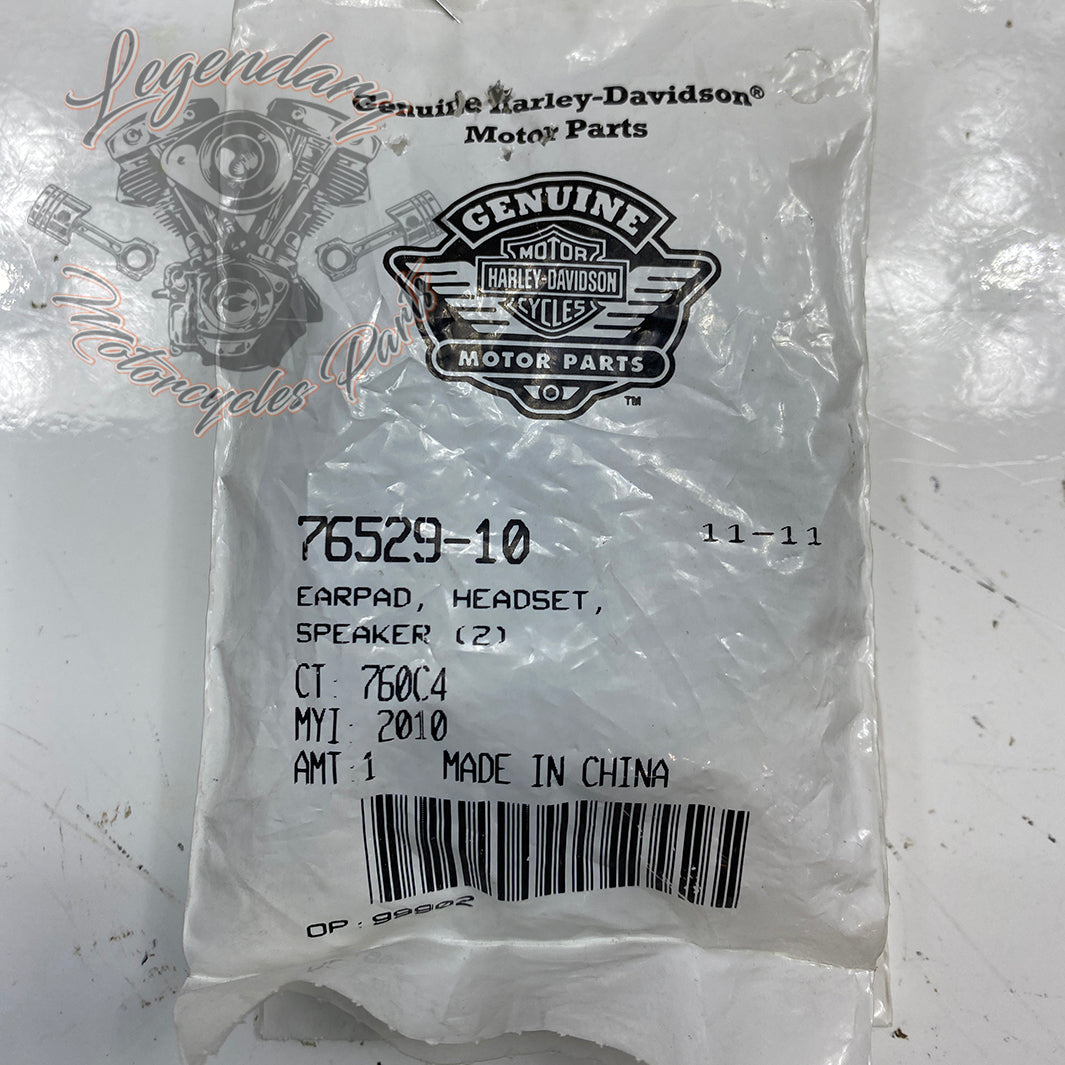 Legendary
Motorcycles Parts
Genuine Harley-Davidson®
Motor Parts
GENUINE
MOTOR
HARLEY-DAVIDSON
CYCLES
MOTOR PARTS
™
76529-10 11-11
EARPAD, HEADSET,
SPEAKER (2)
CT: 760C4
MYI: 2010
AMT:1 MADE IN CHINA
OP: 99902